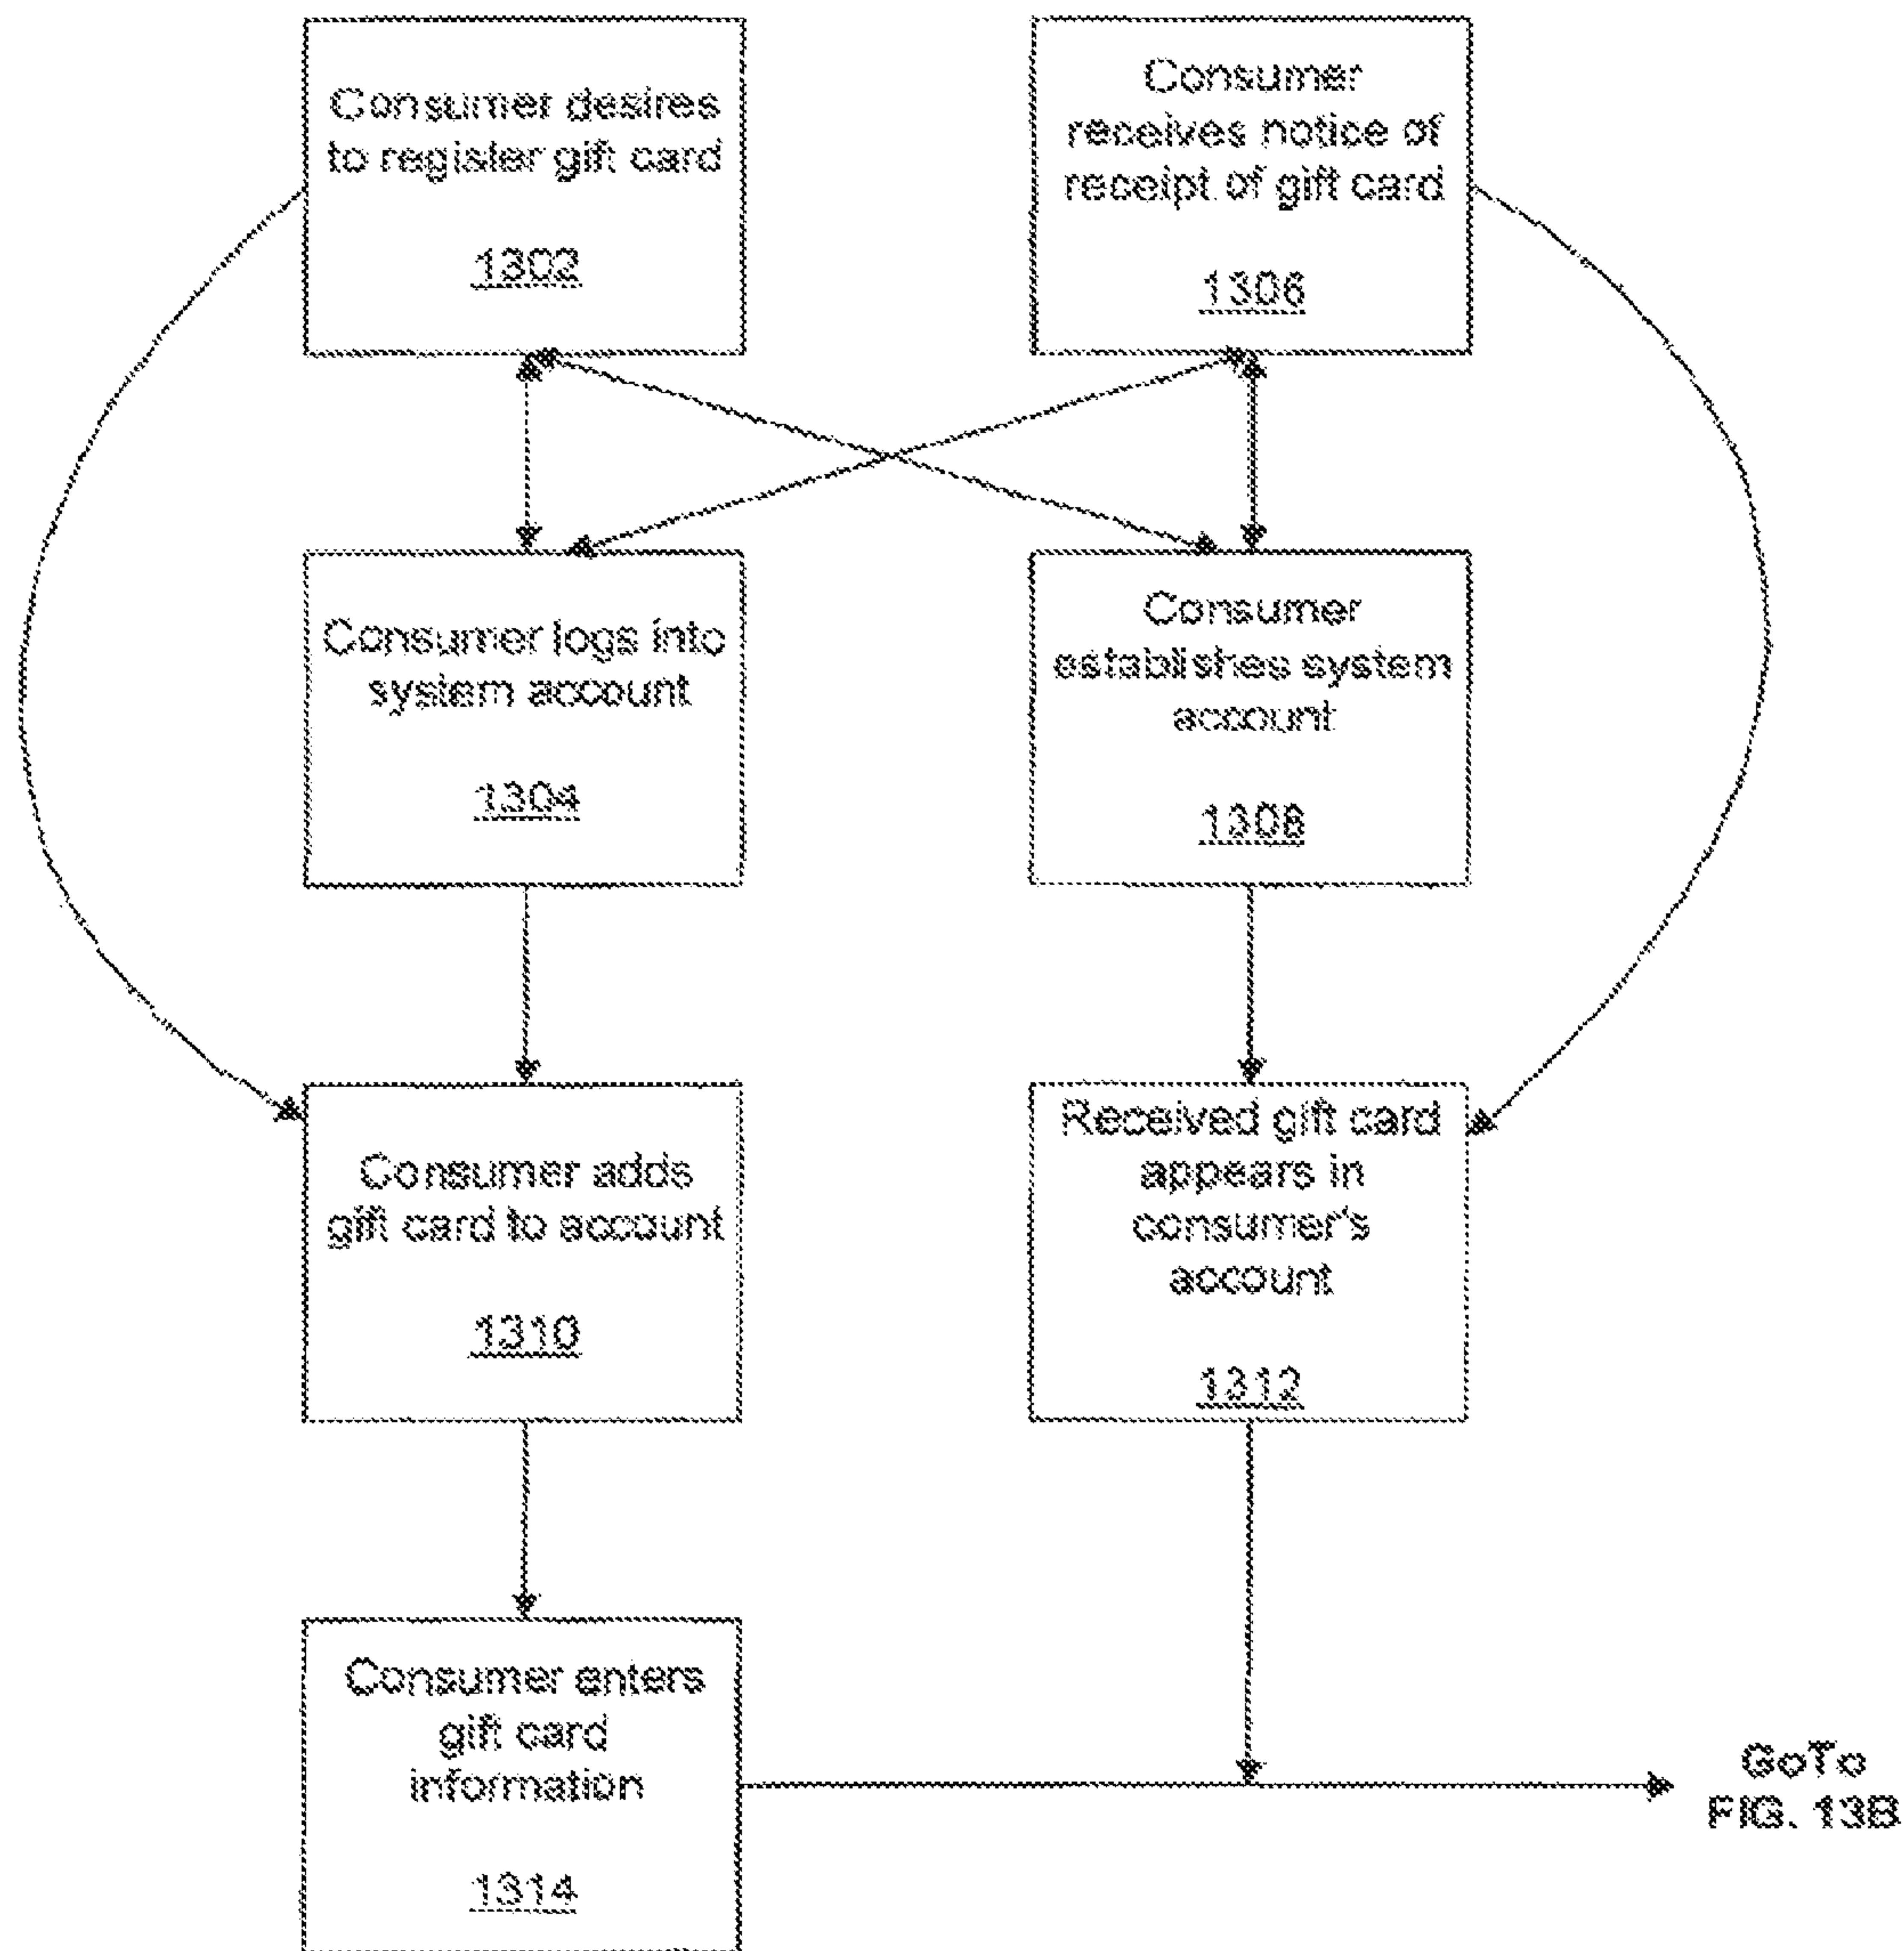 Consumer desires
to register gift card
1302
Consumer
receives notice of
receipt of gift card
1306
Consumer logs into
system account
1304
Consumer
establishes system
account
1308
Consumer adds
gift card to account
1310
Received gift card
appears in
consumer's
account
1312
Consumer enters
gift card
information
1314
GoTo
FIG. 13B